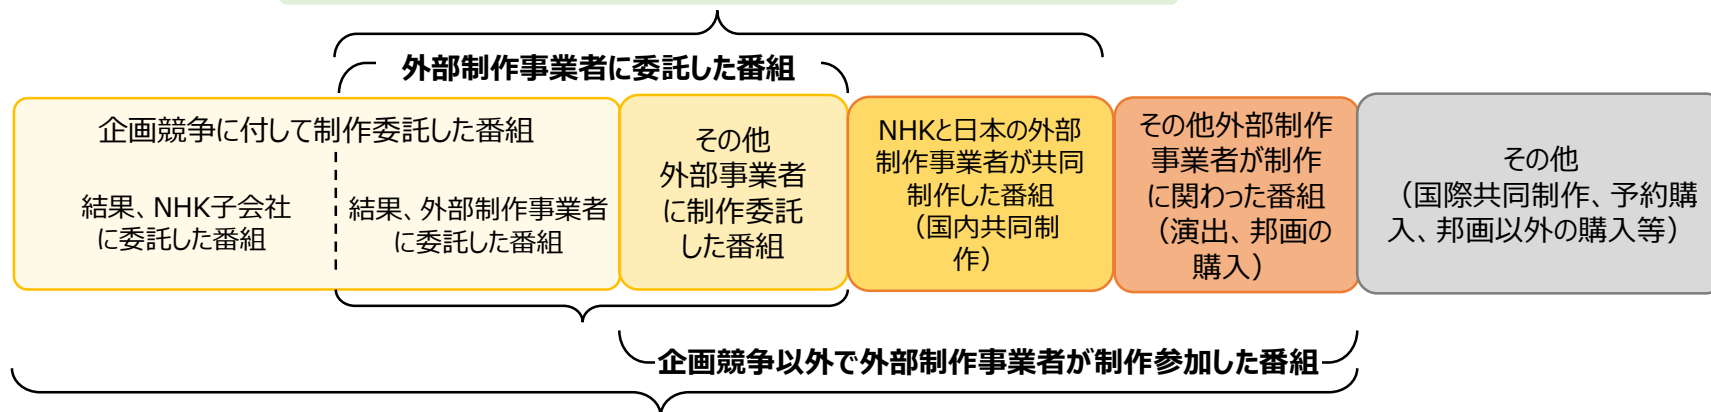 外部制作事業者に委託した番組
企画競争に付して制作委託した番組
結果、NHK子会社
に委託した番組
結果、外部制作事業者
に委託した番組
その他
外部事業者
に制作委託
した番組
NHKと日本の外部
制作事業者が共同
制作した番組
（国内共同制
作）
その他外部制作
事業者が制作
に関わった番組
（演出、邦画の
購入）
その他
（国際共同制作、予約購
入、邦画以外の購入等）
企画競争以外で外部制作事業者が制作参加した番組